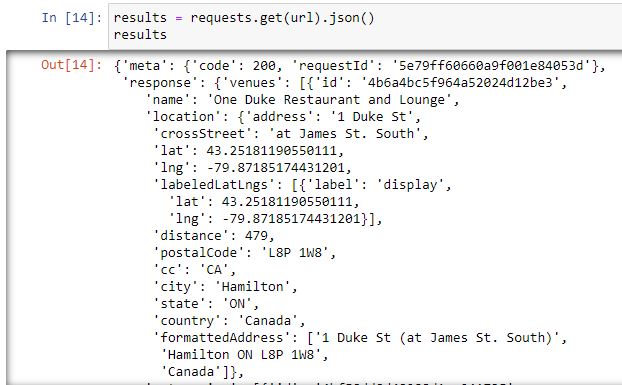 In [14]: results = requests.get(url).json()
results
Out[14]: {'meta': {'code': 200, 'requestId': '5e79ff60660a9f001e84053d'},
'response': {'venues': [{'id': '4b6a4bc5f964a52024d12be3',
'name': 'One Duke Restaurant and Lounge',
'location': {'address': '1 Duke St',
'crossStreet': 'at James St. South',
'lat': 43.25181190550111,
'lng': -79.87185174431201,
'labeledLatLngs': [{'label': 'display',
'lat': 43.25181190550111,
'lng': -79.87185174431201}],
'distance': 479,
'postalCode': 'L8P 1W8',
'cc': 'CA',
'city': 'Hamilton',
'state': 'ON',
'country': 'Canada',
'formattedAddress': ['1 Duke St (at James St. South)',
'Hamilton ON L8P 1W8',
'Canada']},